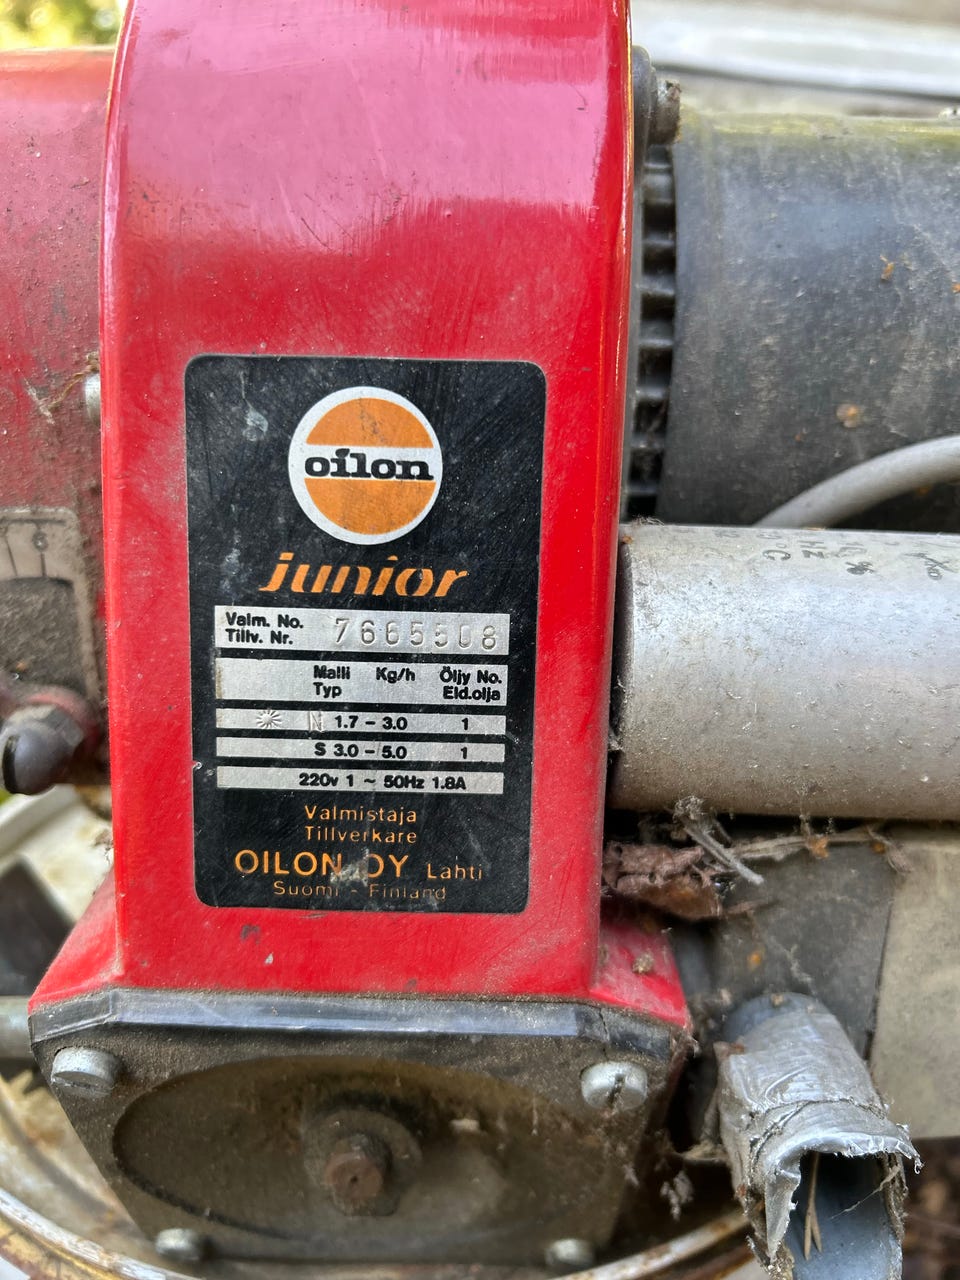 oilon
junior
Valm. No.
Tillv. Nr. 7665508
Malli Kg/h Öljy No.
Typ Eld.olja
N 1.7 - 3.0 1
S 3.0 - 5.0 1
220v 1 ~ 50Hz 1.8A
Valmistaja
Tillverkare
OILON OY Lahti
Suomi - Finland